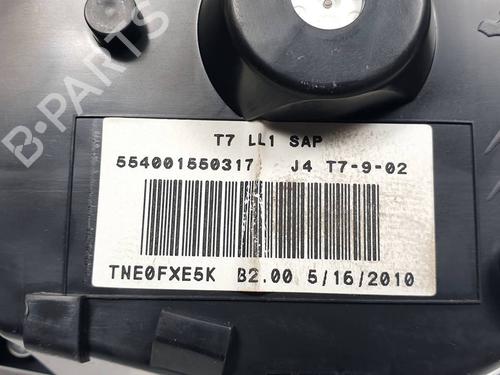 B-PARTS
T7 LL1 SAP
554001550317 J4 T7-9-02
TNE0FXE5K B2.00 5/16/2010